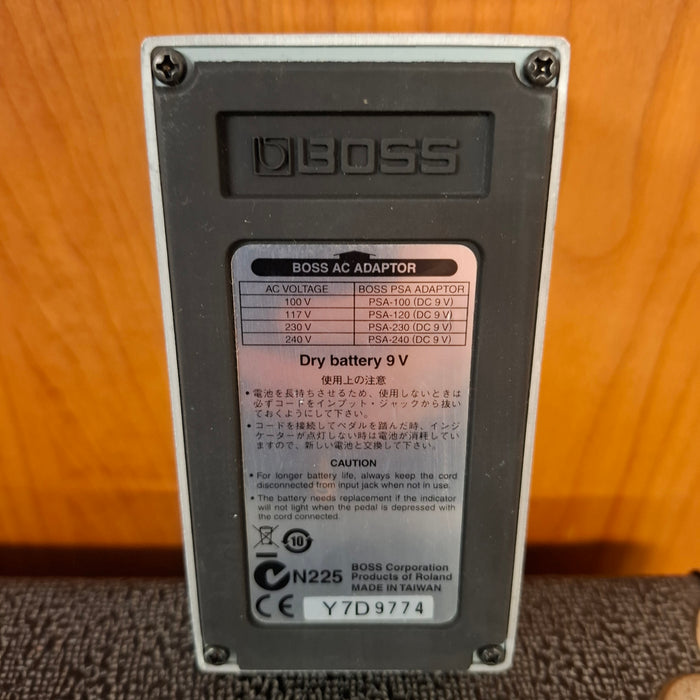 BOSS
BOSS AC ADAPTOR
AC VOLTAGE BOSS PSA ADAPTOR
100 V PSA-100 (DC 9 V)
117 V PSA-120 (DC 9 V)
230 V PSA-230 (DC 9 V)
240 V PSA-240 (DC 9 V)
Dry battery 9 V
使用上の注意
• 電池を長持ちさせるため、使用しないときは
必ずコードをインプット・ジャックから抜い
ておくようにして下さい。
• コードを接続してペダルを踏んだ時、インジ
ケーターが点灯しない時は電池が消耗してい
ますので、新しい電池と交換して下さい。
CAUTION
• For longer battery life, always keep the cord
disconnected from input jack when not in use.
• The battery needs replacement if the indicator
will not light when the pedal is depressed with
the cord connected.
10
N225 BOSS Corporation
Products of Roland
MADE IN TAIWAN
CE Y7D9774